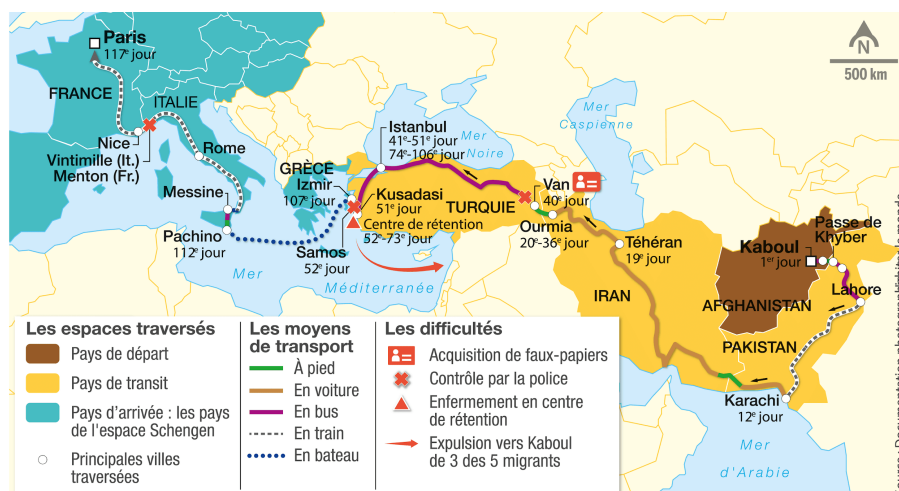 Paris
117e jour
FRANCE
ITALIE
Nice
Vintimille (It.)
Menton (Fr.)
Rome
Messine
Pachino
112e jour
GRÈCE
Izmir
107e jour
Samos
52e jour
Istanbul
41e-51e jour
74e-106e jour
Mer
Noire
Kusadasi
51e jour
Centre de rétention
52e-73e jour
TURQUIE
Van
40e jour
Ourmia
20e-36e jour
Mer
Caspienne
Téhéran
19e jour
IRAN
Kaboul
1er jour
Passe de
Khyber
Lahore
AFGHANISTAN
PAKISTAN
Karachi
12e jour
Mer
Méditerranée
Mer
d'Arabie
N
500 km
Les espaces traversés
Pays de départ
Pays de transit
Pays d'arrivée : les pays
de l'espace Schengen
Principales villes
traversées
Les moyens
de transport
À pied
En voiture
En bus
En train
En bateau
Les difficultés
Acquisition de faux-papiers
Contrôle par la police
Enfermement en centre
de rétention
Expulsion vers Kaboul
de 3 des 5 migrants